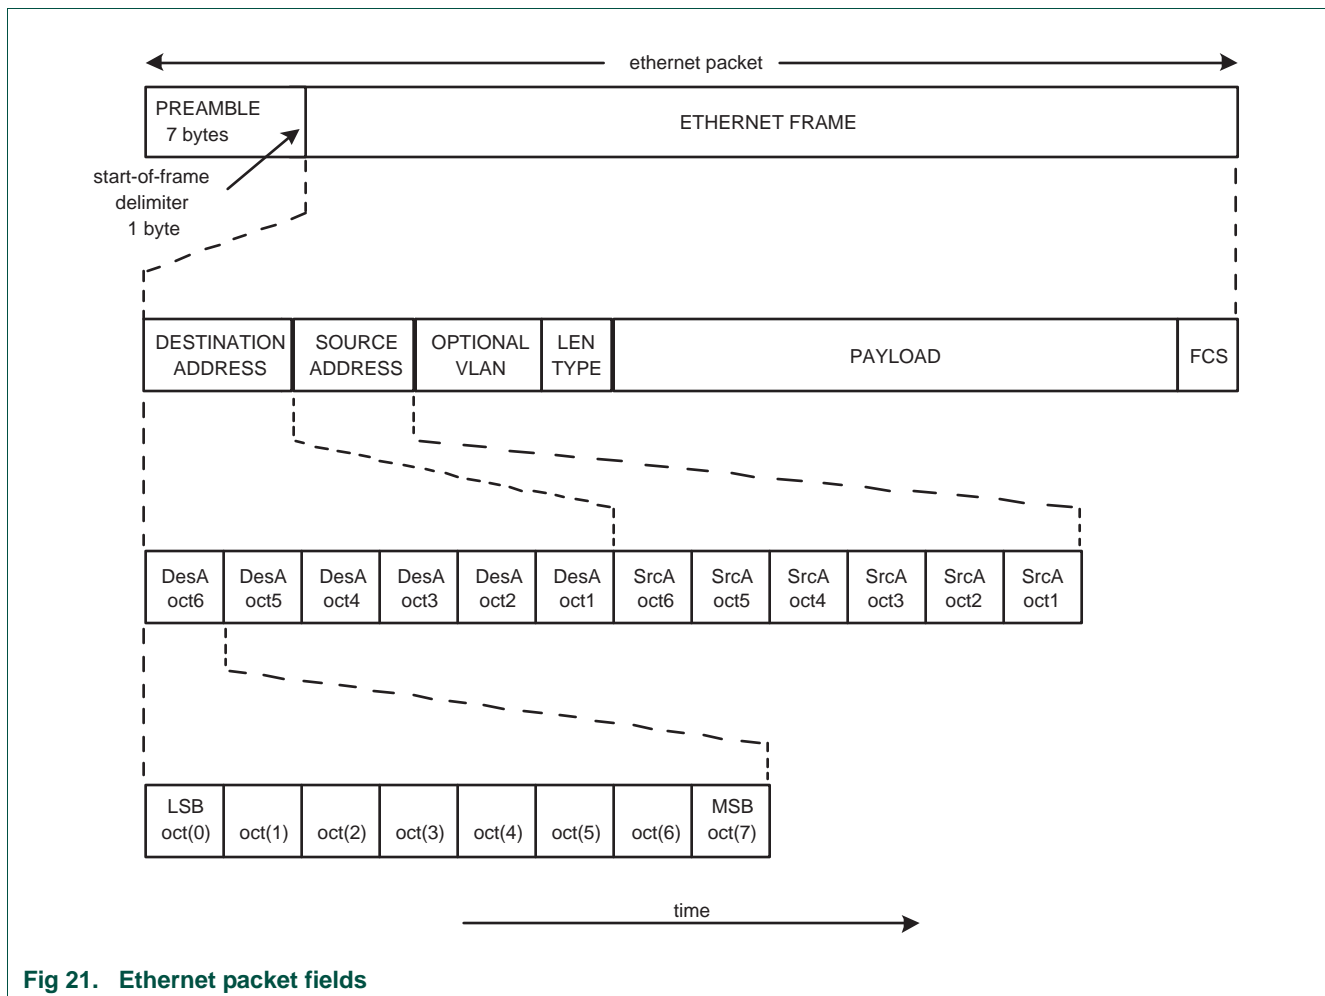 ethernet packet
PREAMBLE
7 bytes
ETHERNET FRAME
start-of-frame
delimiter
1 byte
DESTINATION
ADDRESS
SOURCE
ADDRESS
OPTIONAL
VLAN
LEN
TYPE
PAYLOAD
FCS
DesA
oct6
DesA
oct5
DesA
oct4
DesA
oct3
DesA
oct2
DesA
oct1
SrcA
oct6
SrcA
oct5
SrcA
oct4
SrcA
oct3
SrcA
oct2
SrcA
oct1
LSB
oct(0)
oct(1)
oct(2)
oct(3)
oct(4)
oct(5)
oct(6)
MSB
oct(7)
time
Fig 21. Ethernet packet fields